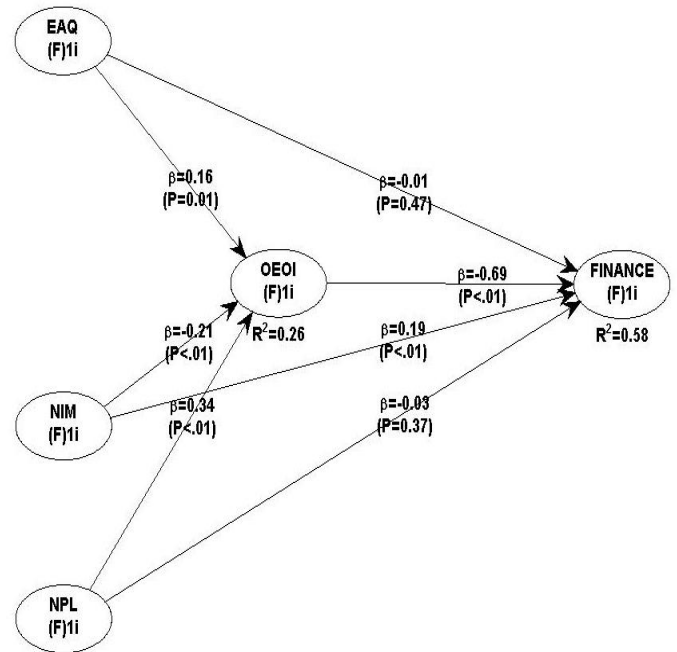 EAQ
(F)1i
β=0.16
(P=0.01)
β=-0.01
(P=0.47)
OEOI
(F)1i
R²=0.26
β=-0.69
(P<.01)
FINANCE
(F)1i
R²=0.58
β=-0.21
(P<.01)
β=0.19
(P<.01)
NIM
(F)1i
β=0.34
(P<.01)
β=-0.03
(P=0.37)
NPL
(F)1i